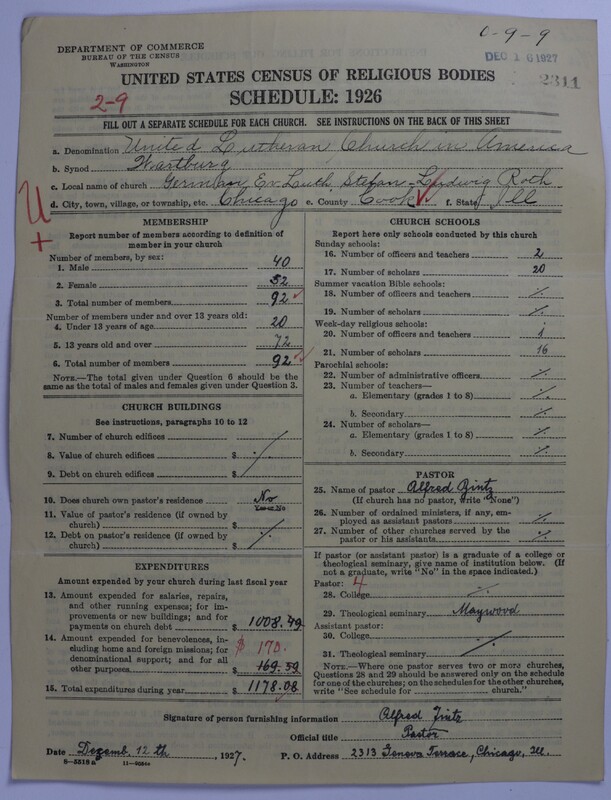 0-9-9
DEPARTMENT OF COMMERCE
BUREAU OF THE CENSUS
WASHINGTON
DEC 1 6 1927
2311
UNITED STATES CENSUS OF RELIGIOUS BODIES
2-9
SCHEDULE: 1926
FILL OUT A SEPARATE SCHEDULE FOR EACH CHURCH. SEE INSTRUCTIONS ON THE BACK OF THIS SHEET
a. Denomination United Lutheran Church in America
b. Synod Wartburg
c. Local name of church German Ev. Luth. Stefan-Ludwig Roth
d. City, town, village, or township, etc. Chicago e. County Cook f. State Ill
U
+
MEMBERSHIP
Report number of members according to definition of
member in your church
Number of members, by sex:
1. Male 40
2. Female 52
3. Total number of members 92
Number of members under and over 13 years old:
4. Under 13 years of age 20
5. 13 years old and over 72
6. Total number of members 92
NOTE.—The total given under Question 6 should be
the same as the total of males and females given under Question 3.
CHURCH BUILDINGS
See instructions, paragraphs 10 to 12
7. Number of church edifices
8. Value of church edifices $
9. Debt on church edifices $
10. Does church own pastor's residence No
Yes or No
11. Value of pastor's residence (if owned by
church) $
12. Debt on pastor's residence (if owned by
church) $
EXPENDITURES
Amount expended by your church during last fiscal year
13. Amount expended for salaries, repairs,
and other running expenses; for im-
provements or new buildings; and for
payments on church debt $ 1008.49
14. Amount expended for benevolences, in-
cluding home and foreign missions; for
denominational support; and for all
other purposes $ 169.59
$ 170.
15. Total expenditures during year $ 1178.08
CHURCH SCHOOLS
Report here only schools conducted by this church
Sunday schools:
16. Number of officers and teachers 2
17. Number of scholars 20
Summer vacation Bible schools:
18. Number of officers and teachers
19. Number of scholars
Week-day religious schools:
20. Number of officers and teachers 1
21. Number of scholars 16
Parochial schools:
22. Number of administrative officers
23. Number of teachers—
a. Elementary (grades 1 to 8)
b. Secondary
24. Number of scholars—
a. Elementary (grades 1 to 8)
b. Secondary
PASTOR
25. Name of pastor Alfred
(If church has no pastor, write "None")
26. Number of ordained ministers, if any, em-
ployed as assistant pastors
27. Number of other churches served by the
pastor or his assistants
If pastor (or assistant pastor) is a graduate of a college or
theological seminary, give name of institution below. (If
not a graduate, write "No" in the space indicated.)
Pastor: 4
28. College
29. Theological seminary Maywood
Assistant pastor:
30. College
31. Theological seminary
NOTE.—Where one pastor serves two or more churches,
Questions 28 and 29 should be answered only on the schedule
for one of the churches; on the schedules for the other churches,
write "See schedule for church."
Signature of person furnishing information Alfred
Official title Pastor
Date Dezemb. 12 th, 1927. P. O. Address 2313 Genova Terrace, Chicago, Ill.
8—5518a 11—9084a